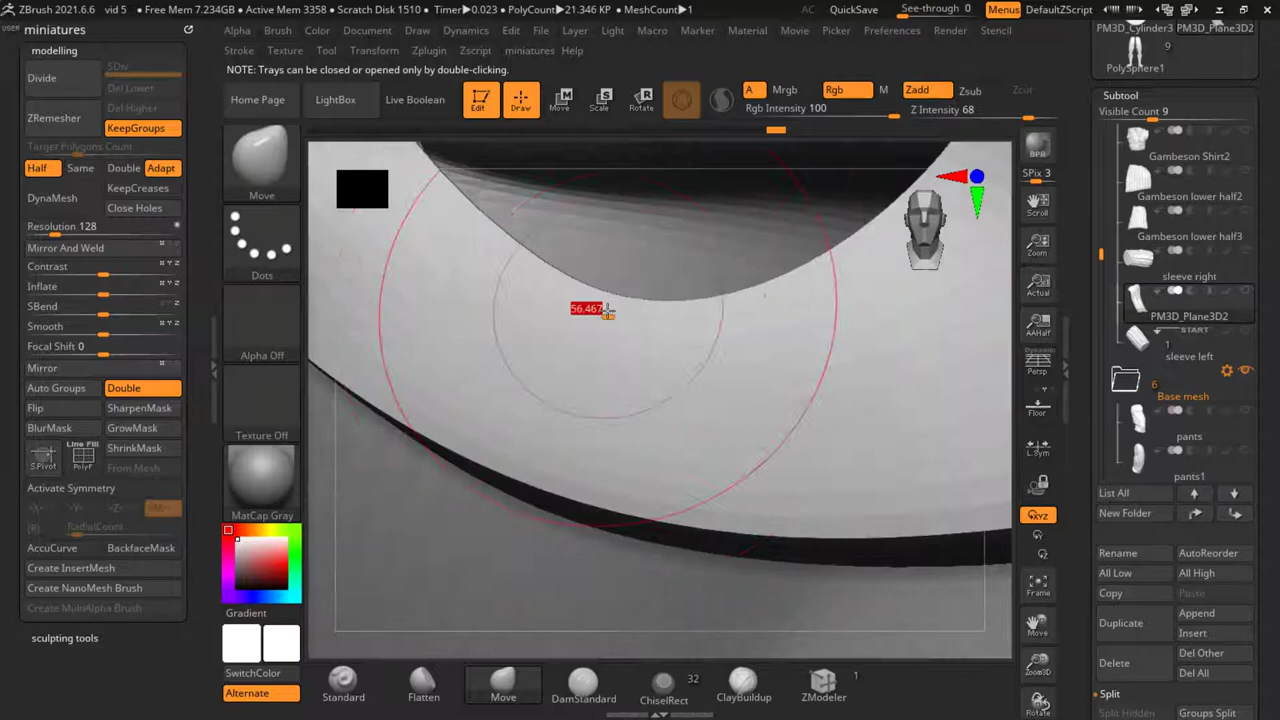 ZBrush 2021.6.6 vid 5 • Free Mem 7.234GB • Active Mem 3358 • Scratch Disk 1510 • Timer▶0.023 • PolyCount▶21.346 KP • MeshCount▶1 AC QuickSave See-through 0 Menus DefaultZScript
miniatures
Alpha Brush Color Document Draw Dynamics Edit File Layer Light Macro Marker Material Movie Picker Preferences Render Stencil
Stroke Texture Tool Transform Zplugin Zscript miniatures Help
NOTE: Trays can be closed or opened only by double-clicking.
modelling
Divide
SDiv
Del Lower
Del Higher
ZRemesher
KeepGroups
Target Polygons Count
Half Same Double Adapt
DynaMesh
KeepCreases
Close Holes
Resolution 128
Mirror And Weld
Contrast
Inflate
SBend
Smooth
Focal Shift 0
Mirror
Auto Groups Double
Flip SharpenMask
BlurMask GrowMask
S.Pivot
Line Fill
PolyF
ShrinkMask
From Mesh
Activate Symmetry
>X< >Y< >Z< >M<
(R) RadialCount
AccuCurve BackfaceMask
Create InsertMesh
Create NanoMesh Brush
Create MultiAlpha Brush
sculpting tools
Home Page LightBox Live Boolean
Edit Draw Move Scale Rotate
A Mrgb Rgb M Zadd Zsub Zcut
Rgb Intensity 100 Z Intensity 68
Move
Dots
Alpha Off
Texture Off
MatCap Gray
Gradient
SwitchColor
Alternate
56.467
BPR
SPix 3
Scroll
Zoom
Actual
AAHalf
Dynamic
Persp
Floor
L.Sym
XYZ
Frame
Move
Zoom3D
Rotate
Standard Flatten Move DamStandard 32 ChiselRect ClayBuildup 1 ZModeler
PM3D_Cylinder3 PM3D_Plane3D2
9
PolySphere1
Subtool
Visible Count 9
Gambeson Shirt2
Gambeson lower half2
Gambeson lower half3
sleeve right
PM3D_Plane3D2
START
1
sleeve left
6
Base mesh
pants
pants1
List All
New Folder
Rename AutoReorder
All Low All High
Copy Paste
Duplicate Append
Insert
Delete Del Other
Del All
Split
Split Hidden Groups Split